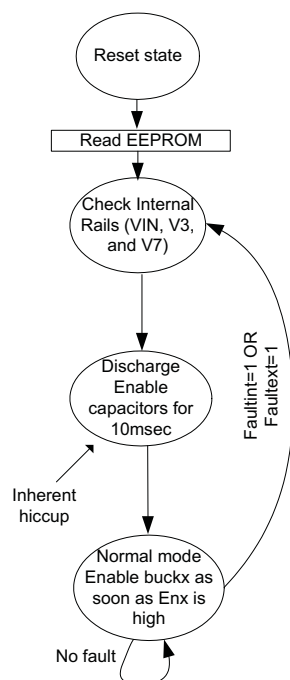 Reset state
Read EEPROM
Check Internal
Rails (VIN, V3,
and V7)
Faultint=1 OR
Faultext=1
Discharge
Enable
capacitors for
10msec
Inherent
hiccup
Normal mode
Enable buckx as
soon as Enx is
high
No fault